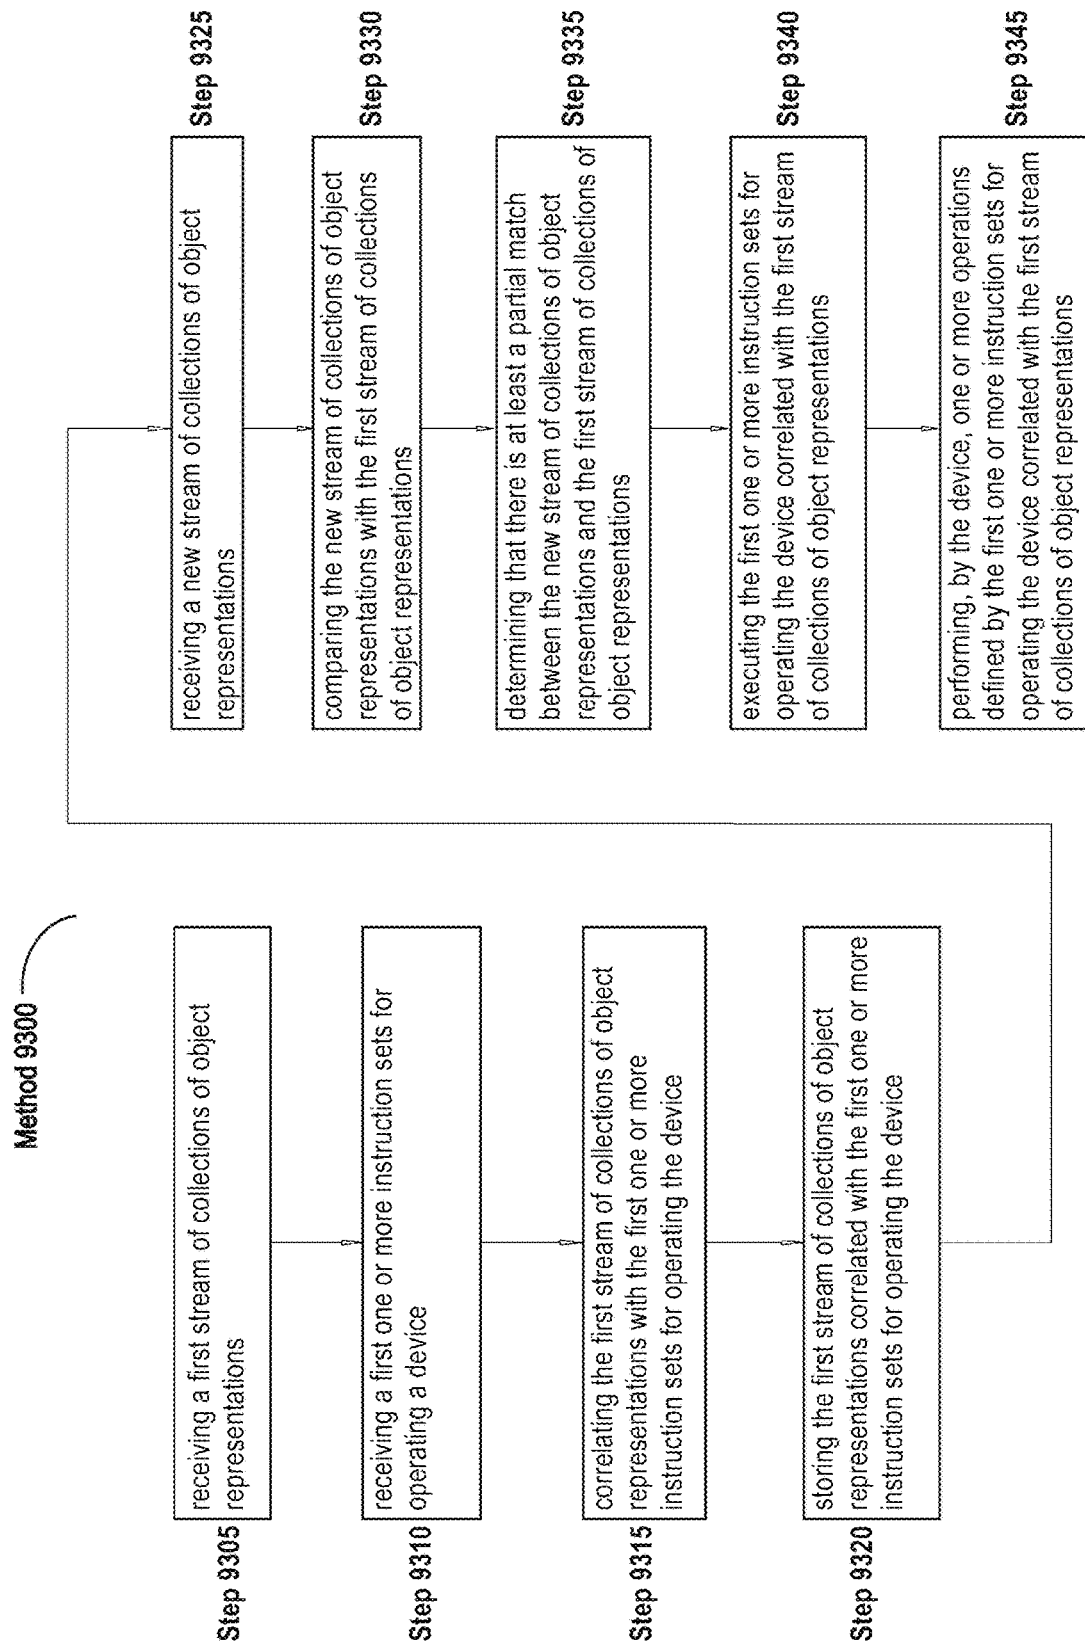 Method 9300
Step 9305
receiving a first stream of collections of object
representations
Step 9310
receiving a first one or more instruction sets for
operating a device
Step 9315
correlating the first stream of collections of object
representations with the first one or more
instruction sets for operating the device
Step 9320
storing the first stream of collections of object
representations correlated with the first one or more
instruction sets for operating the device
receiving a new stream of collections of object
representations
Step 9325
comparing the new stream of collections of object
representations with the first stream of collections
of object representations
Step 9330
determining that there is at least a partial match
between the new stream of collections of object
representations and the first stream of collections of
object representations
Step 9335
executing the first one or more instruction sets for
operating the device correlated with the first stream
of collections of object representations
Step 9340
performing, by the device, one or more operations
defined by the first one or more instruction sets for
operating the device correlated with the first stream
of collections of object representations
Step 9345